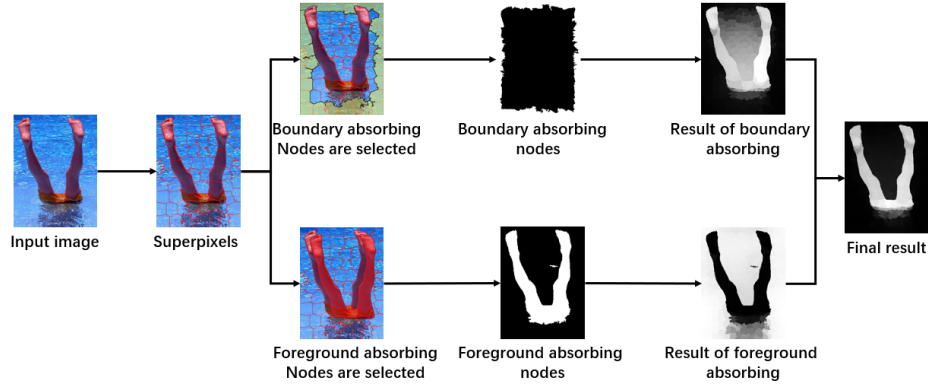 Boundary absorbing
Nodes are selected
Boundary absorbing
nodes
Result of boundary
absorbing
Input image
Superpixels
Final result
Foreground absorbing
Nodes are selected
Foreground absorbing
nodes
Result of foreground
absorbing